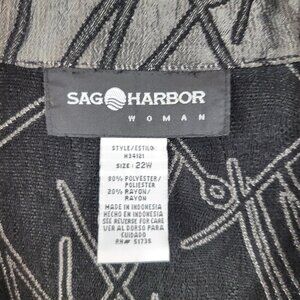 SAG HARBOR
WOMAN
STYLE/ESTILO:
H34121
SIZE: 22W
80% POLYESTER/
POLIESTER
20% RAYON/
RAYON
MADE IN INDONESIA
HECHO EN INDONESIA
SEE REVERSE FOR CARE
VER AL DORSO PARA
CUIDADO
RN# 51735